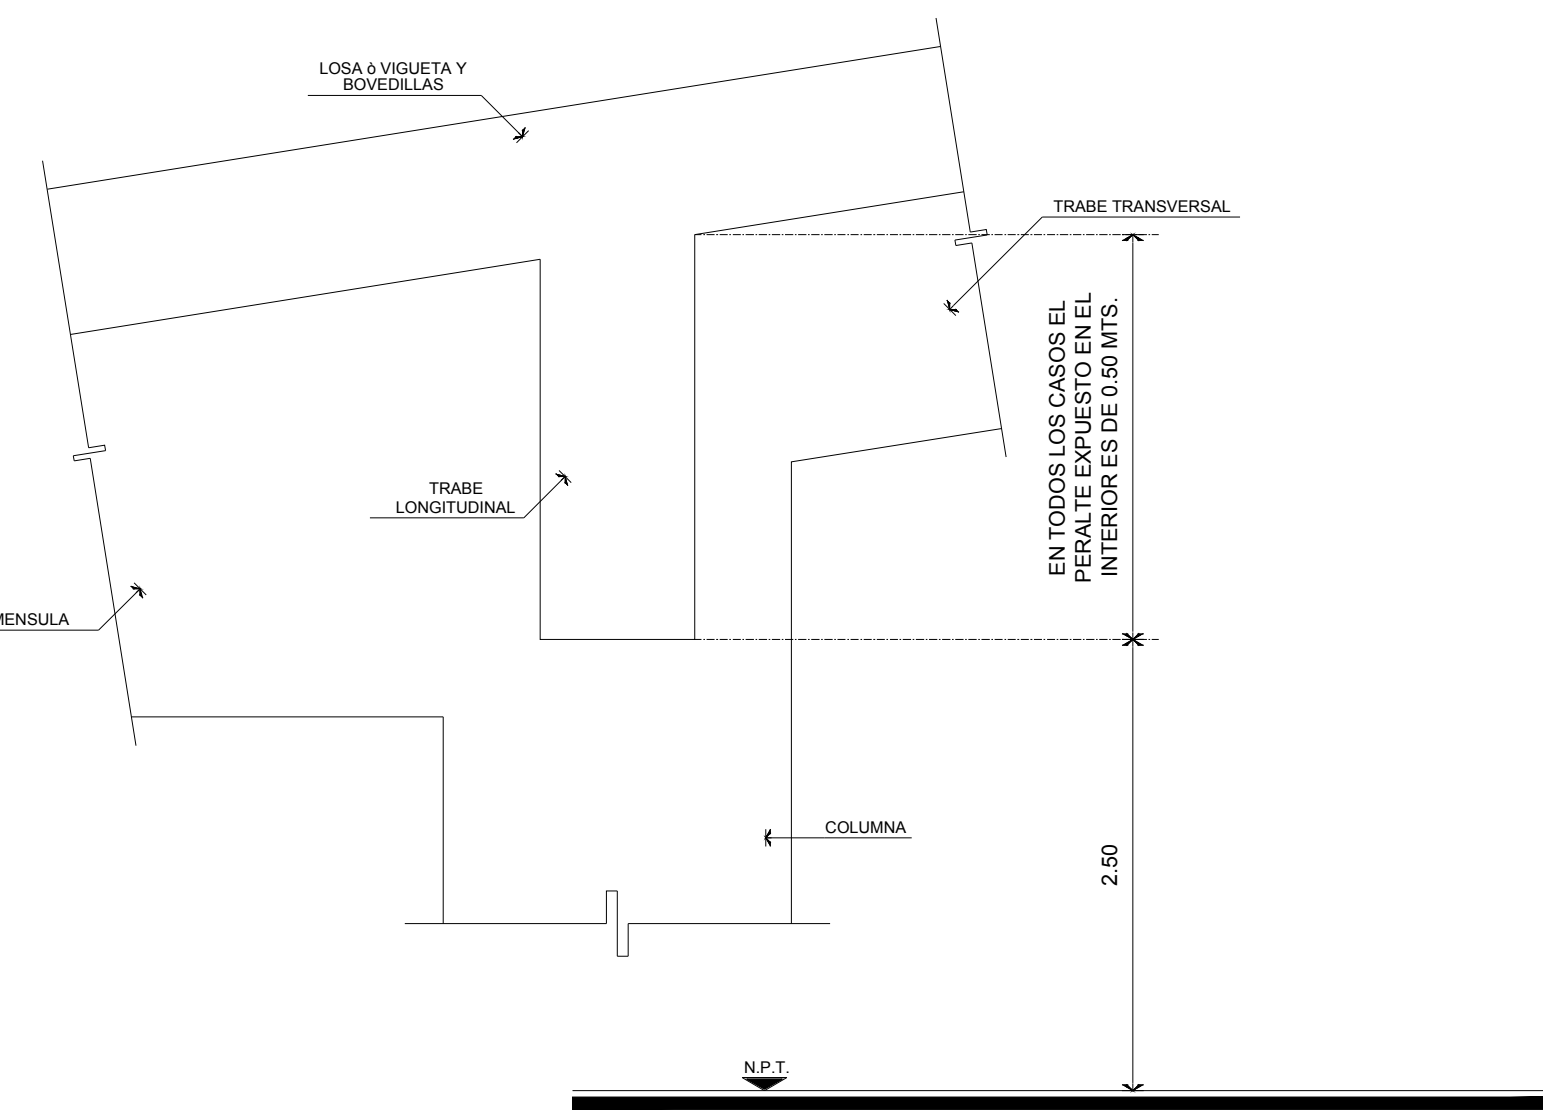 LOSA ò VIGUETA Y
BOVEDILLAS
TRABE TRANSVERSAL
EN TODOS LOS CASOS EL
PERALTE EXPUESTO EN EL
INTERIOR ES DE 0.50 MTS.
TRABE
LONGITUDINAL
MENSULA
COLUMNA
2.50
N.P.T.